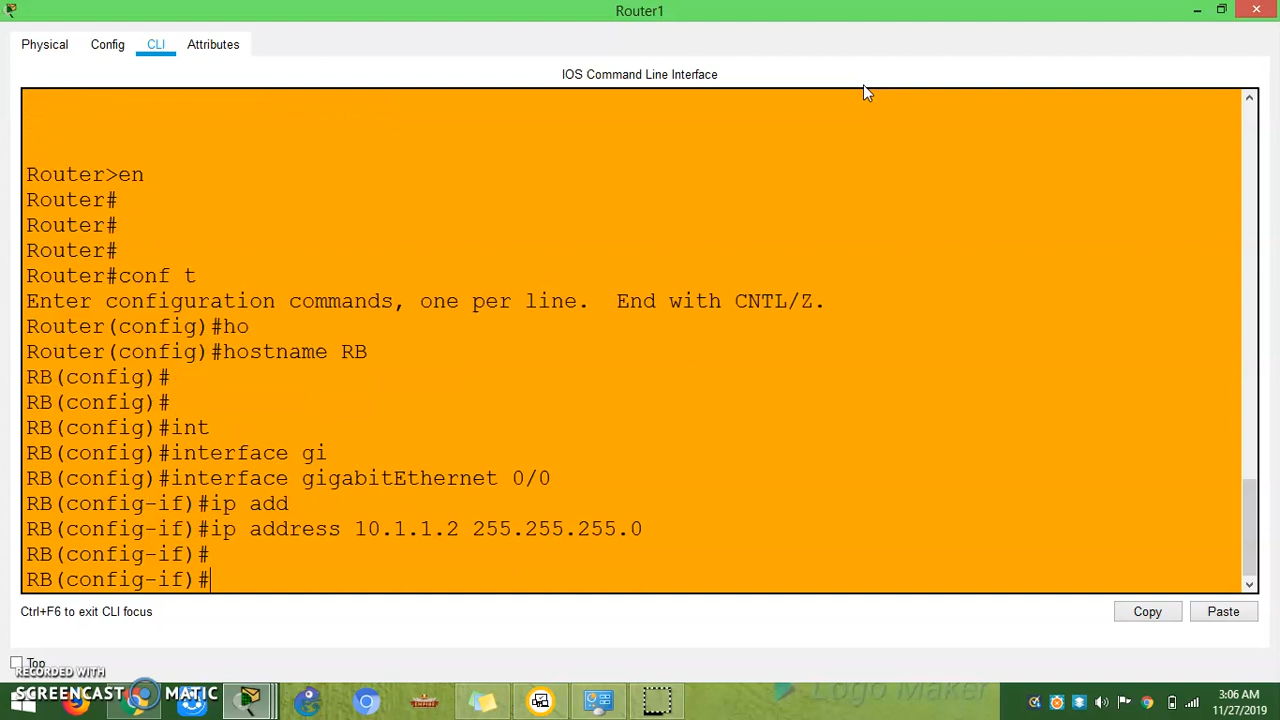 Router1
Physical
Config
CLI
Attributes
IOS Command Line Interface
Router>en
Router#
Router#
Router#
Router#conf t
Enter configuration commands, one per line.  End with CNTL/Z.
Router(config)#ho
Router(config)#hostname RB
RB(config)#
RB(config)#
RB(config)#int
RB(config)#interface gi
RB(config)#interface gigabitEthernet 0/0
RB(config-if)#ip add
RB(config-if)#ip address 10.1.1.2 255.255.255.0
RB(config-if)#
RB(config-if)#
Ctrl+F6 to exit CLI focus
Copy
Paste
Top
RECORDED WITH
SCREENCAST MATIC
EMPIRE
Logo Maker
3:06 AM
11/27/2019